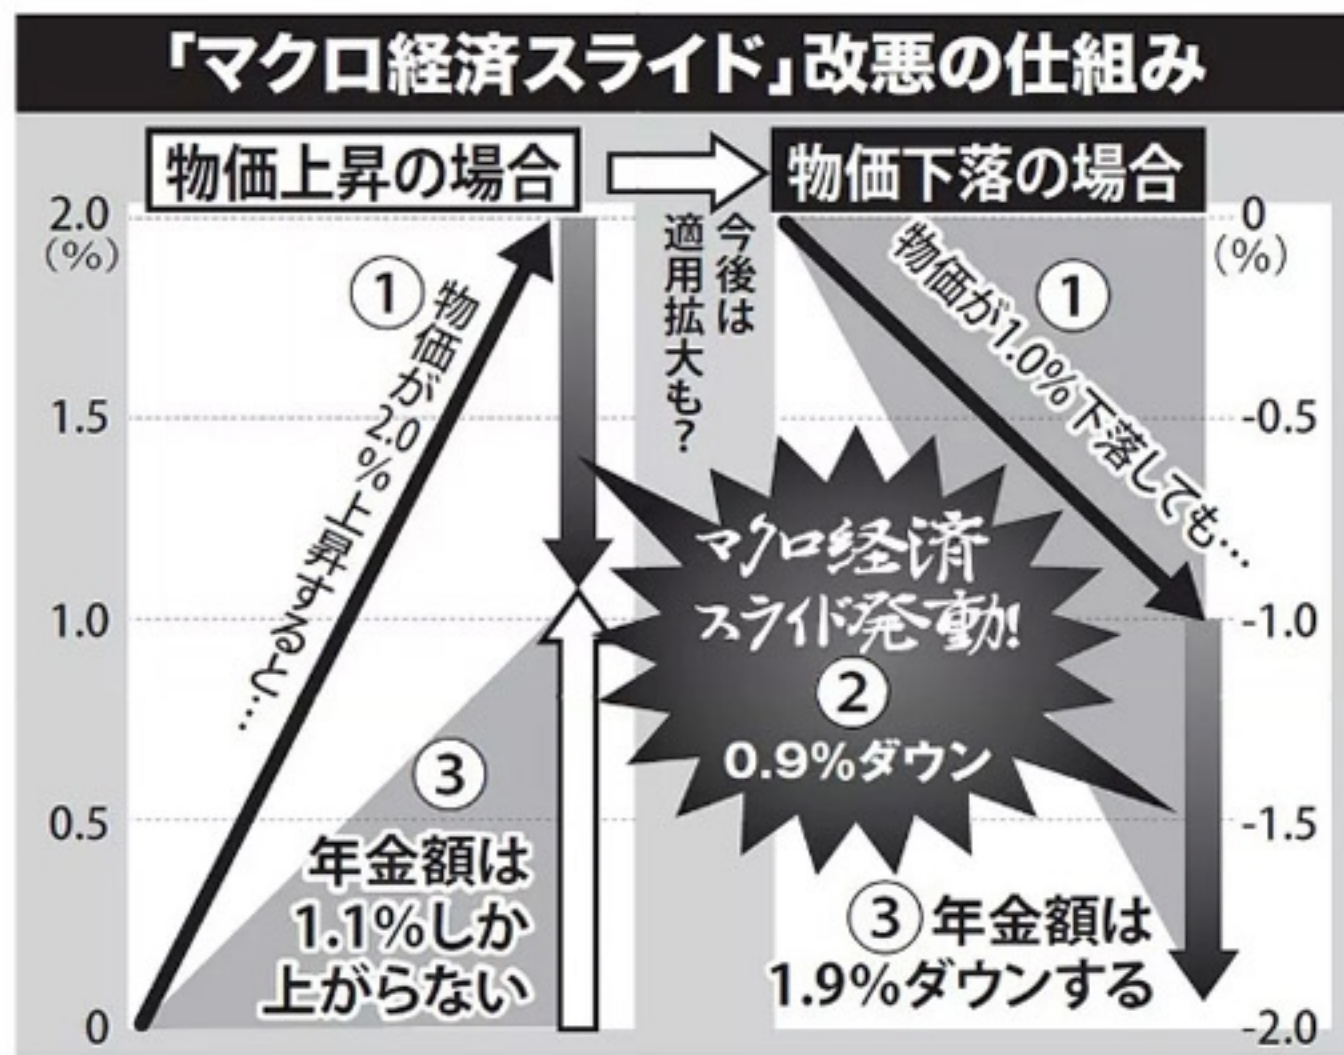 「マクロ経済スライド」改悪の仕組み
物価上昇の場合
物価下落の場合
今後は
適用拡大も？
2.0
(%)
1.5
1.0
0.5
0
①
物価が2.0%上昇すると…
③
年金額は
1.1%しか
上がらない
マクロ経済
スライド発動!
②
0.9%ダウン
①
物価が1.0%下落しても…
③年金額は
1.9%ダウンする
0
(%)
-0.5
-1.0
-1.5
-2.0